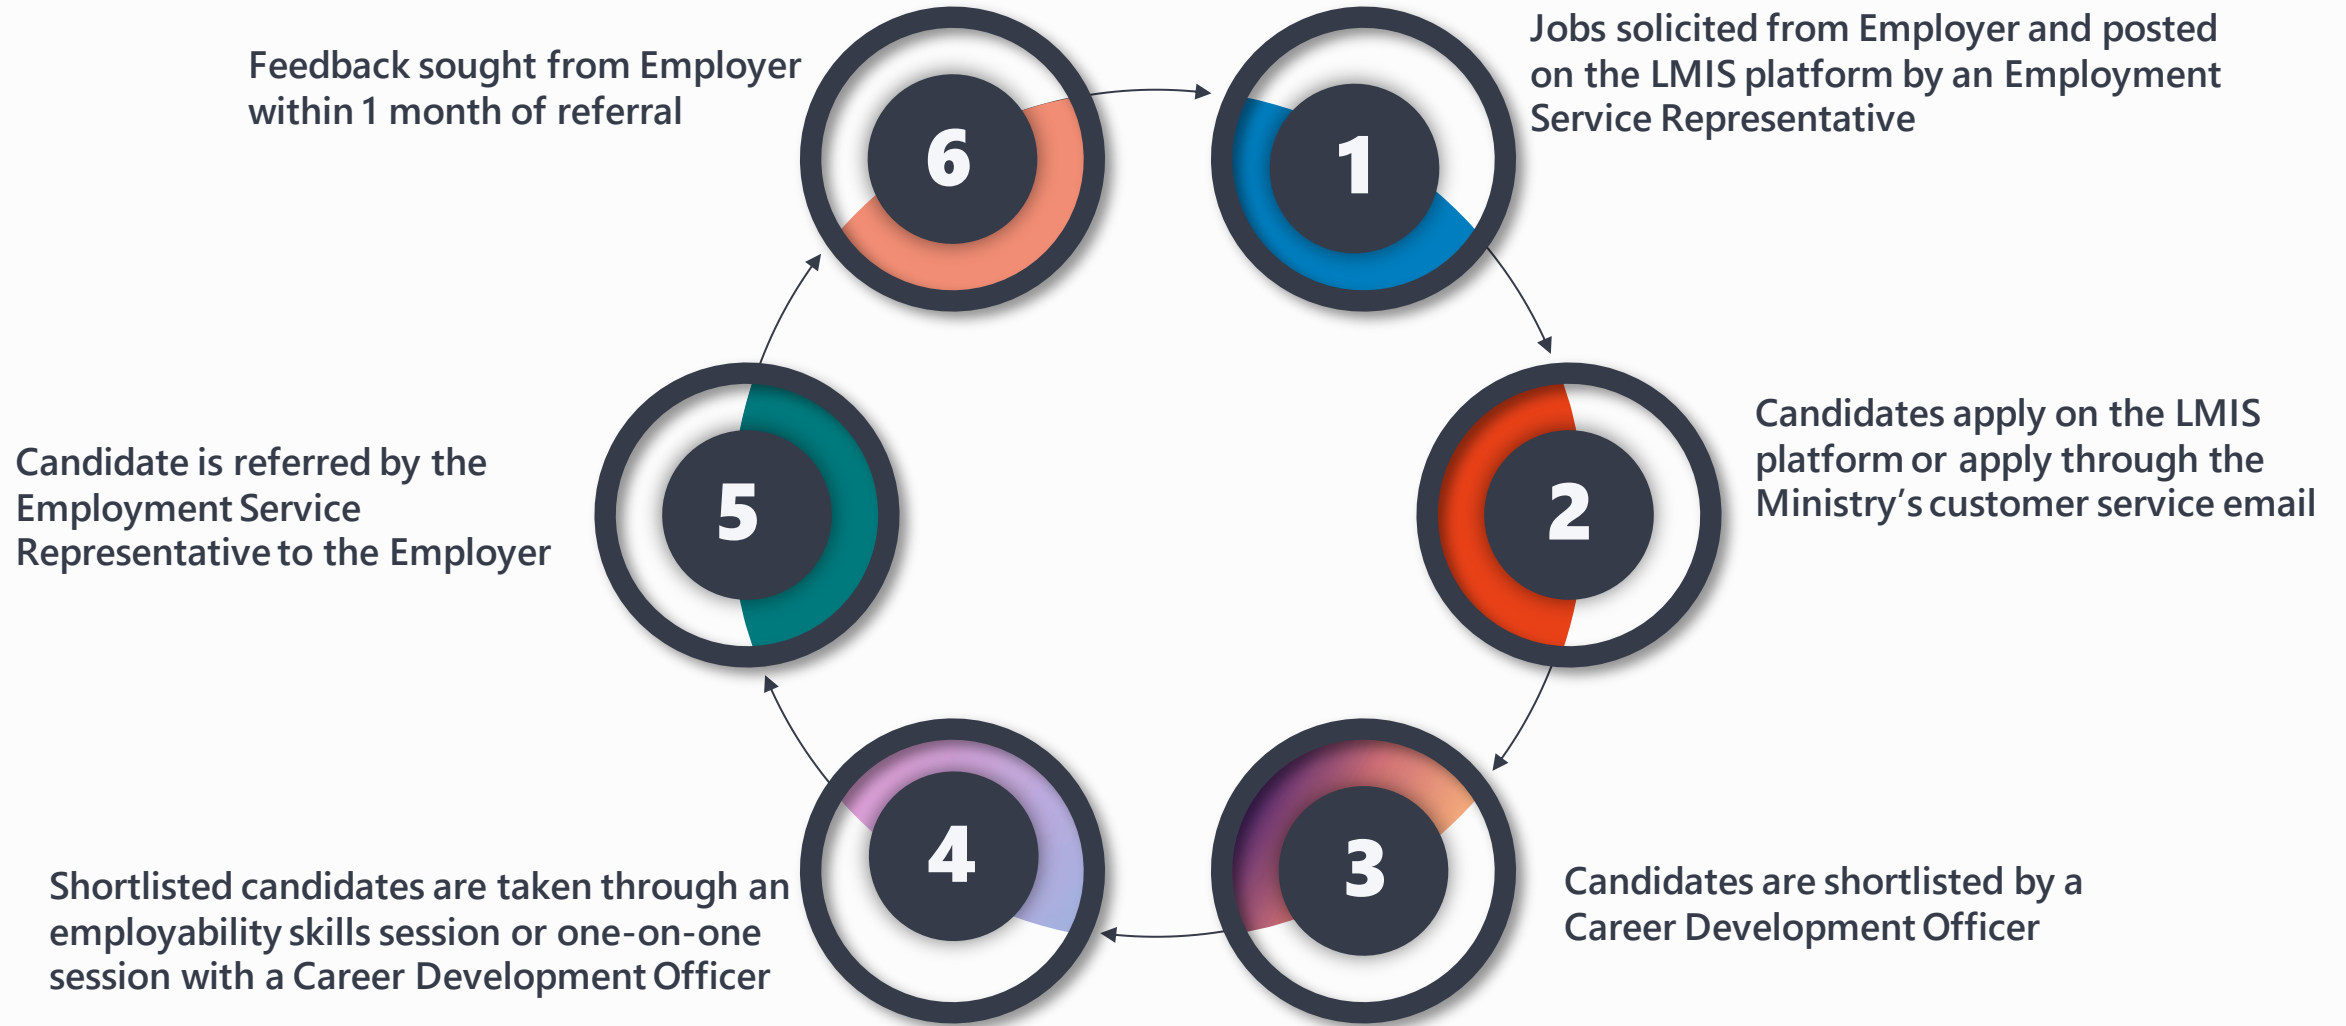 1
Jobs solicited from Employer and posted
on the LMIS platform by an Employment
Service Representative
2
Candidates apply on the LMIS
platform or apply through the
Ministry’s customer service email
3
Candidates are shortlisted by a
Career Development Officer
4
Shortlisted candidates are taken through an
employability skills session or one-on-one
session with a Career Development Officer
5
Candidate is referred by the
Employment Service
Representative to the Employer
6
Feedback sought from Employer
within 1 month of referral